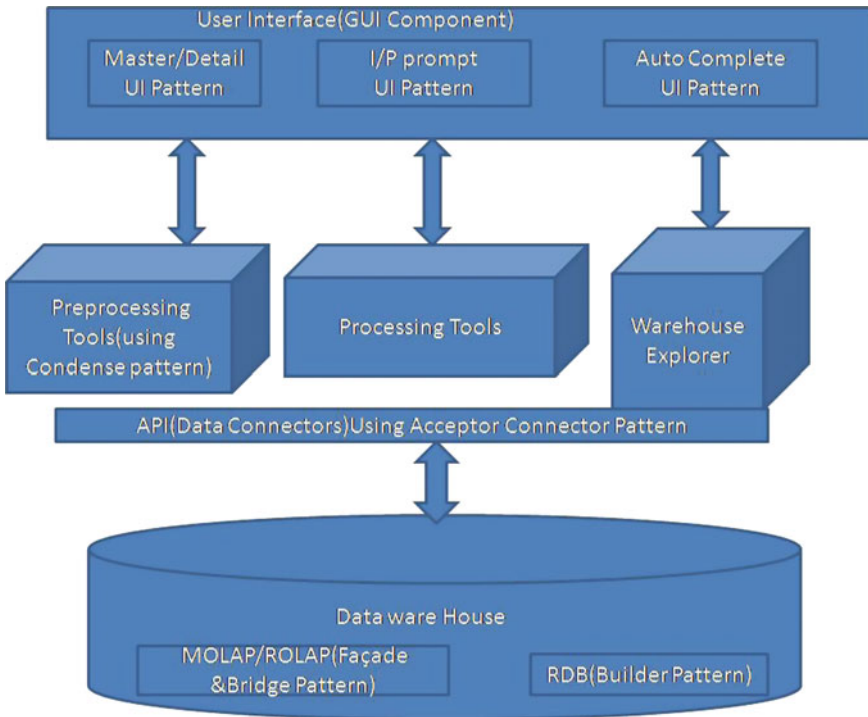 User Interface(GUI Component)
Master/Detail
UI Pattern
I/P prompt
UI Pattern
Auto Complete
UI Pattern
Preprocessing
Tools(using
Condense pattern)
Processing Tools
Warehouse
Explorer
API(Data Connectors)Using Acceptor Connector Pattern
Data ware House
MOLAP/ROLAP(Façade
&Bridge Pattern)
RDB(Builder Pattern)